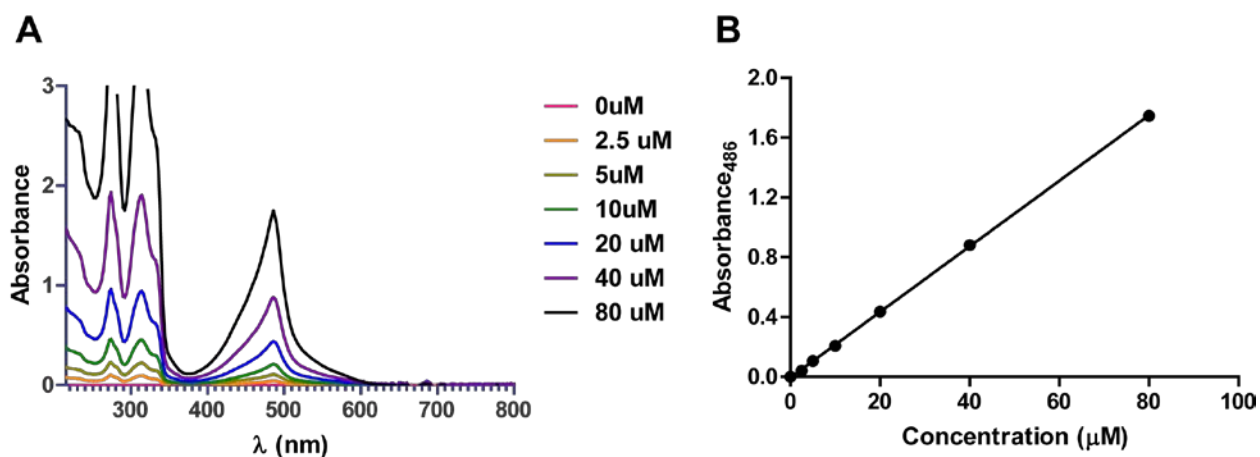 A
Absorbance
3
2
1
0
300
400
500
600
700
800
λ (nm)
0uM
2.5 uM
5uM
10uM
20 uM
40 uM
80 uM
B
Absorbance486
2.0
1.6
1.2
0.8
0.4
0.0
0
20
40
60
80
100
Concentration (μM)